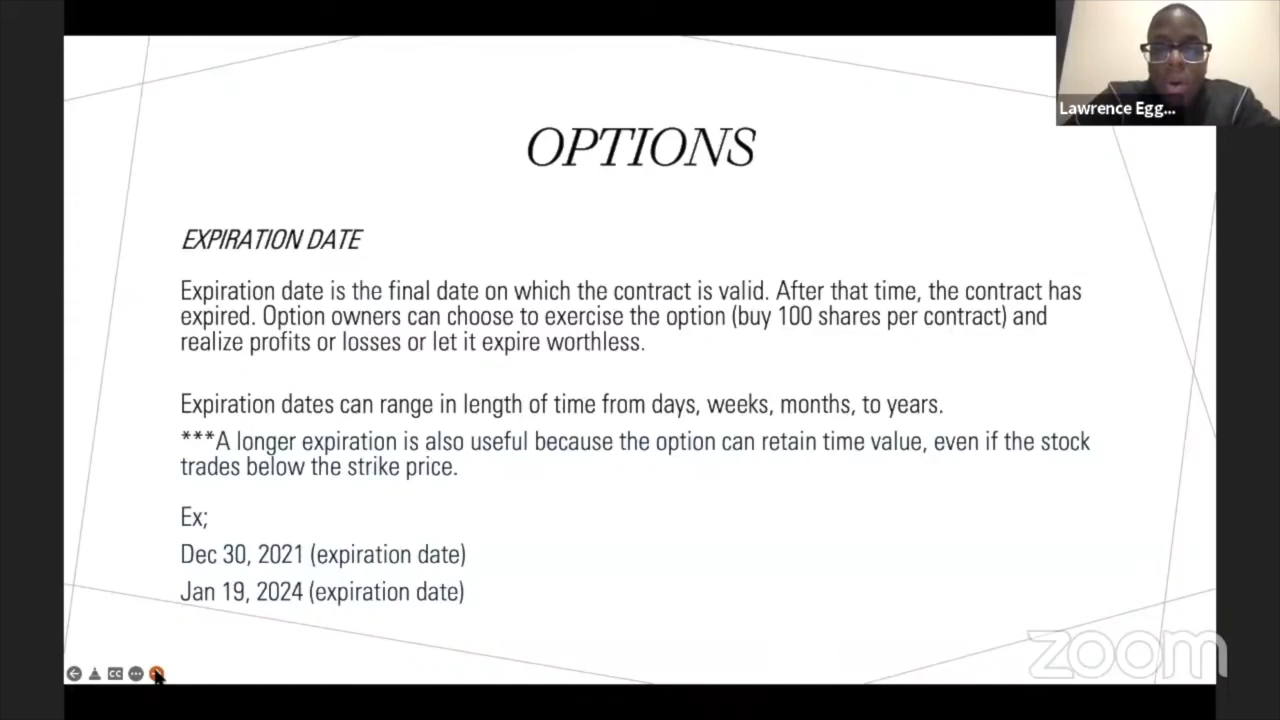 Lawrence Egg...
OPTIONS
EXPIRATION DATE
Expiration date is the final date on which the contract is valid. After that time, the contract has
expired. Option owners can choose to exercise the option (buy 100 shares per contract) and
realize profits or losses or let it expire worthless.
Expiration dates can range in length of time from days, weeks, months, to years.
***A longer expiration is also useful because the option can retain time value, even if the stock
trades below the strike price.
Ex;
Dec 30, 2021 (expiration date)
Jan 19, 2024 (expiration date)
CC
zoom